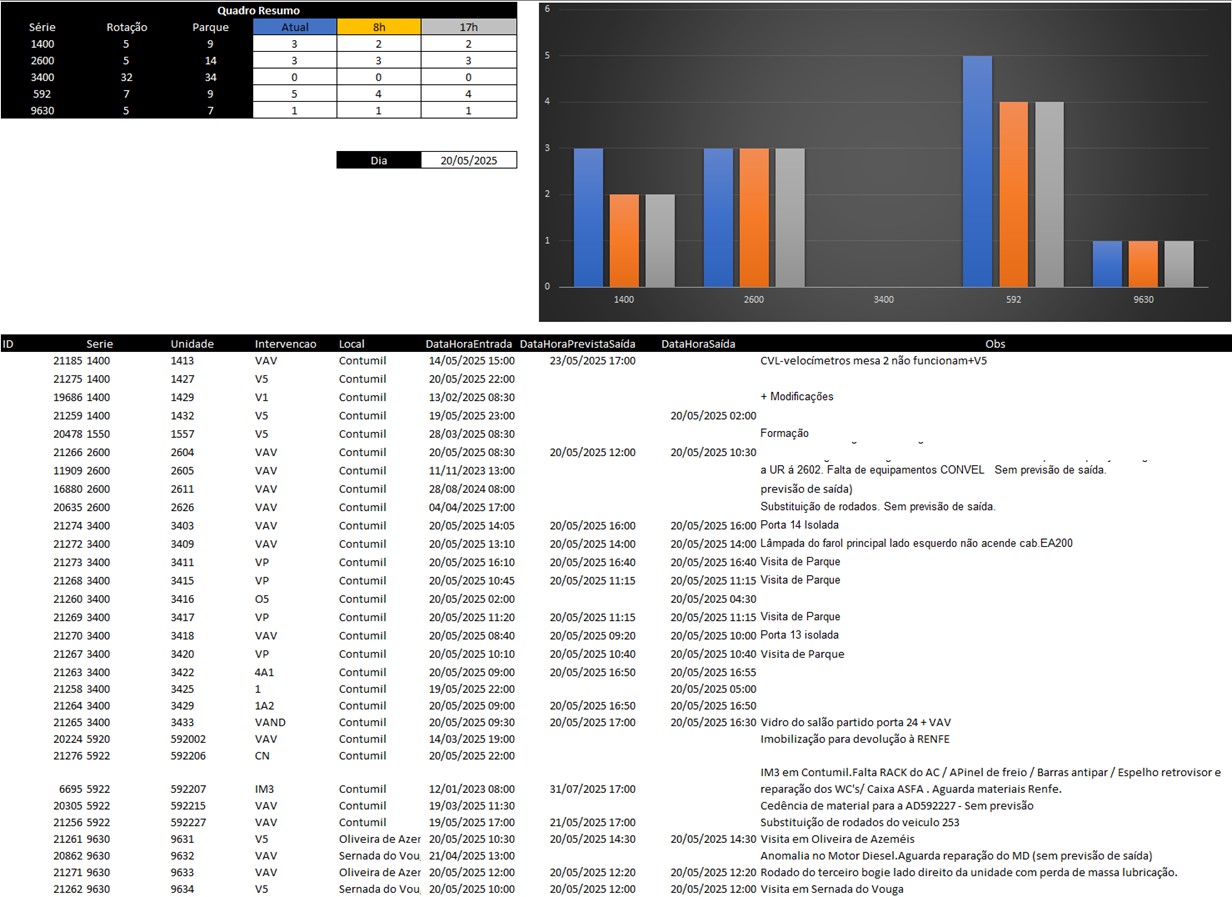 Quadro Resumo
Série Rotação Parque Atual 8h 17h
1400 5 9 3 2 2
2600 5 14 3 3 3
3400 32 34 0 0 0
592 7 9 5 4 4
9630 5 7 1 1 1
Dia 20/05/2025
6
5
4
3
2
1
0
1400 2600 3400 592 9630
ID Serie Unidade Intervencao Local DataHoraEntrada DataHoraPrevistaSaída DataHoraSaída Obs
21185 1400 1413 VAV Contumil 14/05/2025 15:00 23/05/2025 17:00 CVL-velocímetros mesa 2 não funcionam+V5
21275 1400 1427 V5 Contumil 20/05/2025 22:00
19686 1400 1429 V1 Contumil 13/02/2025 08:30 + Modificações
21259 1400 1432 V5 Contumil 19/05/2025 23:00 20/05/2025 02:00
20478 1550 1557 V5 Contumil 28/03/2025 08:30 Formação
21266 2600 2604 VAV Contumil 20/05/2025 08:30 20/05/2025 12:00 20/05/2025 10:30
11909 2600 2605 VAV Contumil 11/11/2023 13:00 a UR á 2602. Falta de equipamentos CONVEL Sem previsão de saída.
16880 2600 2611 VAV Contumil 28/08/2024 08:00 previsão de saída)
20635 2600 2626 VAV Contumil 04/04/2025 17:00 Substituição de rodados. Sem previsão de saída.
21274 3400 3403 VAV Contumil 20/05/2025 14:05 20/05/2025 16:00 20/05/2025 16:00 Porta 14 Isolada
21272 3400 3409 VAV Contumil 20/05/2025 13:10 20/05/2025 14:00 20/05/2025 14:00 Lâmpada do farol principal lado esquerdo não acende cab.EA200
21273 3400 3411 VP Contumil 20/05/2025 16:10 20/05/2025 16:40 20/05/2025 16:40 Visita de Parque
21268 3400 3415 VP Contumil 20/05/2025 10:45 20/05/2025 11:15 20/05/2025 11:15 Visita de Parque
21260 3400 3416 O5 Contumil 20/05/2025 02:00 20/05/2025 04:30
21269 3400 3417 VP Contumil 20/05/2025 11:20 20/05/2025 11:15 20/05/2025 11:15 Visita de Parque
21270 3400 3418 VAV Contumil 20/05/2025 08:40 20/05/2025 09:20 20/05/2025 10:00 Porta 13 isolada
21267 3400 3420 VP Contumil 20/05/2025 10:10 20/05/2025 10:40 20/05/2025 10:40 Visita de Parque
21263 3400 3422 4A1 Contumil 20/05/2025 09:00 20/05/2025 16:50 20/05/2025 16:55
21258 3400 3425 1 Contumil 19/05/2025 22:00 20/05/2025 05:00
21264 3400 3429 1A2 Contumil 20/05/2025 09:00 20/05/2025 16:50 20/05/2025 16:50
21265 3400 3433 VAND Contumil 20/05/2025 09:30 20/05/2025 17:00 20/05/2025 16:30 Vidro do salão partido porta 24 + VAV
20224 5920 592002 VAV Contumil 14/03/2025 19:00 Imobilização para devolução à RENFE
21276 5922 592206 CN Contumil 20/05/2025 22:00
IM3 em Contumil.Falta RACK do AC / APinel de freio / Barras antipar / Espelho retrovisor e
6695 5922 592207 IM3 Contumil 12/01/2023 08:00 31/07/2025 17:00 reparação dos WC's/ Caixa ASFA . Aguarda materiais Renfe.
20305 5922 592215 VAV Contumil 19/03/2025 11:30 Cedência de material para a AD592227 - Sem previsão
21256 5922 592227 VAV Contumil 19/05/2025 17:00 21/05/2025 17:00 Substituição de rodados do veiculo 253
21261 9630 9631 V5 Oliveira de Azer 20/05/2025 10:30 20/05/2025 14:30 20/05/2025 14:30 Visita em Oliveira de Azeméis
20862 9630 9632 VAV Sernada do Vou 21/04/2025 13:00 Anomalia no Motor Diesel.Aguarda reparação do MD (sem previsão de saída)
21271 9630 9633 VAV Oliveira de Azer 20/05/2025 12:00 20/05/2025 12:20 20/05/2025 12:20 Rodado do terceiro bogie lado direito da unidade com perda de massa lubricação.
21262 9630 9634 V5 Sernada do Vou 20/05/2025 10:00 20/05/2025 12:00 20/05/2025 12:00 Visita em Sernada do Vouga